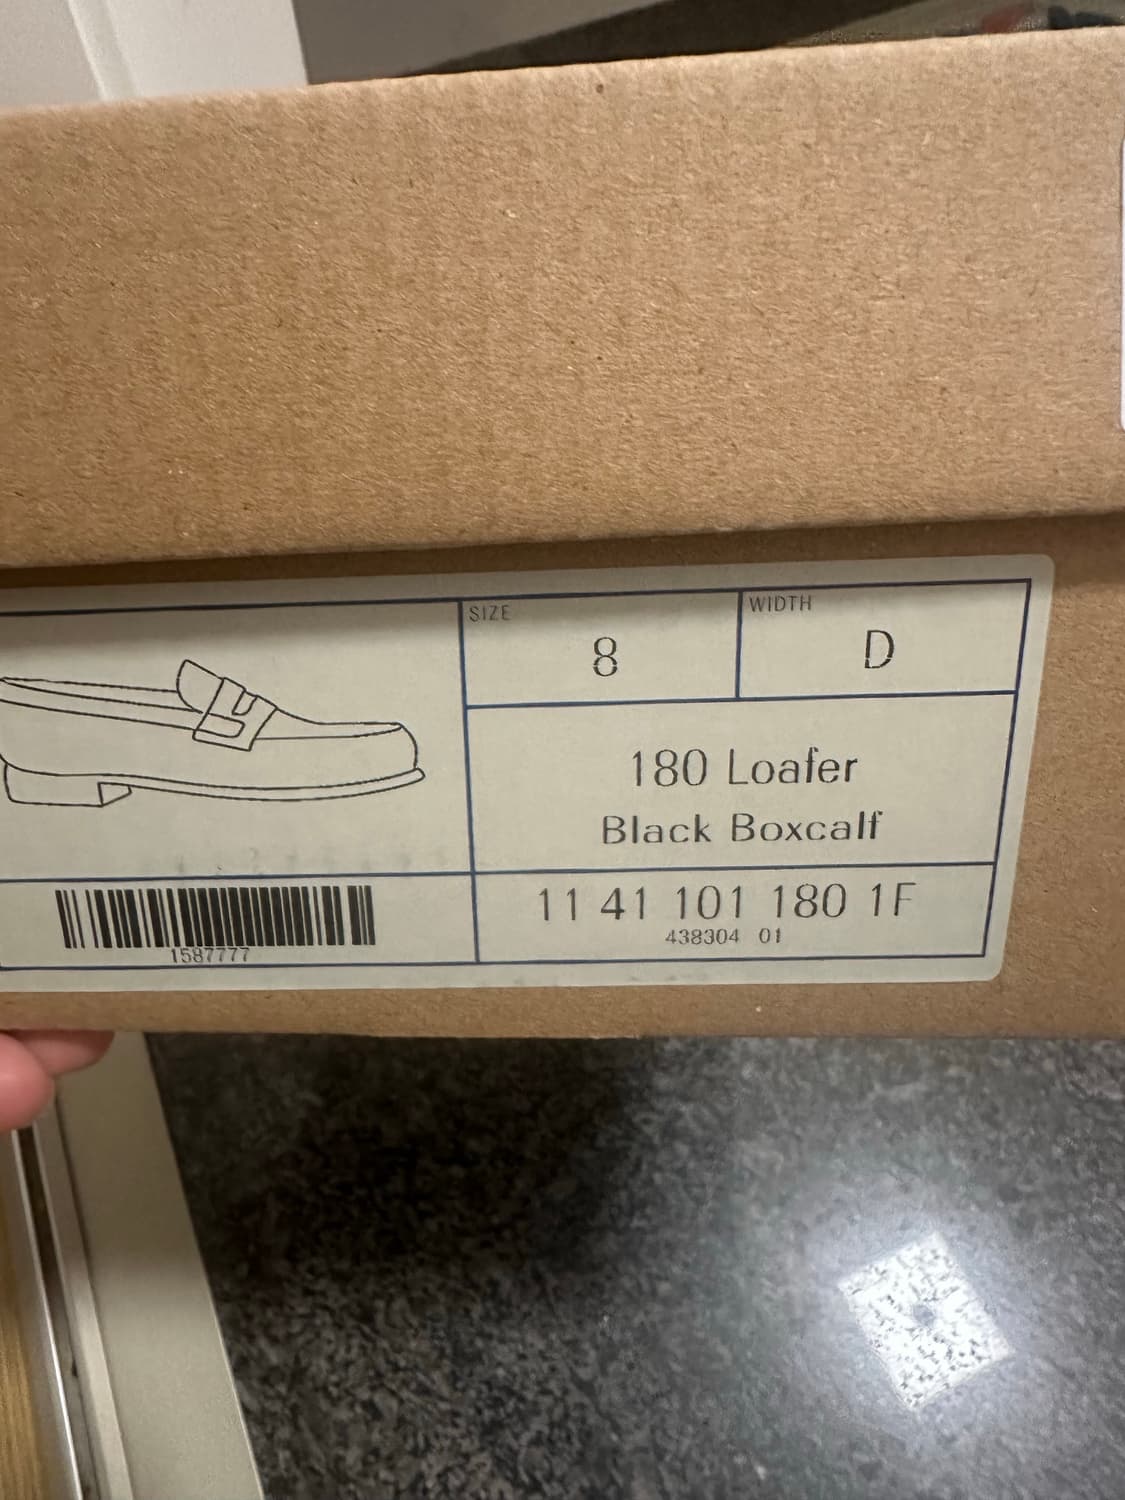 SIZE
8
WIDTH
D
180 Loafer
Black Boxcalf
11 41 101 180 1F
438304 01
1587777